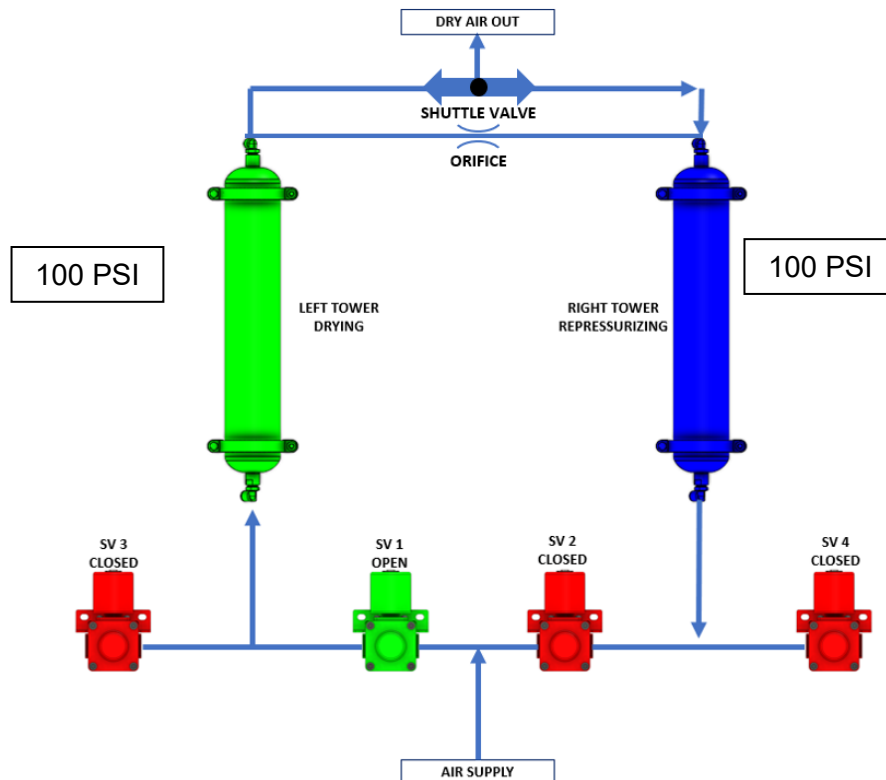 DRY AIR OUT
SHUTTLE VALVE
ORIFICE
100 PSI
100 PSI
LEFT TOWER
DRYING
RIGHT TOWER
REPRESSURIZING
SV 3
CLOSED
SV 1
OPEN
SV 2
CLOSED
SV 4
CLOSED
AIR SUPPLY